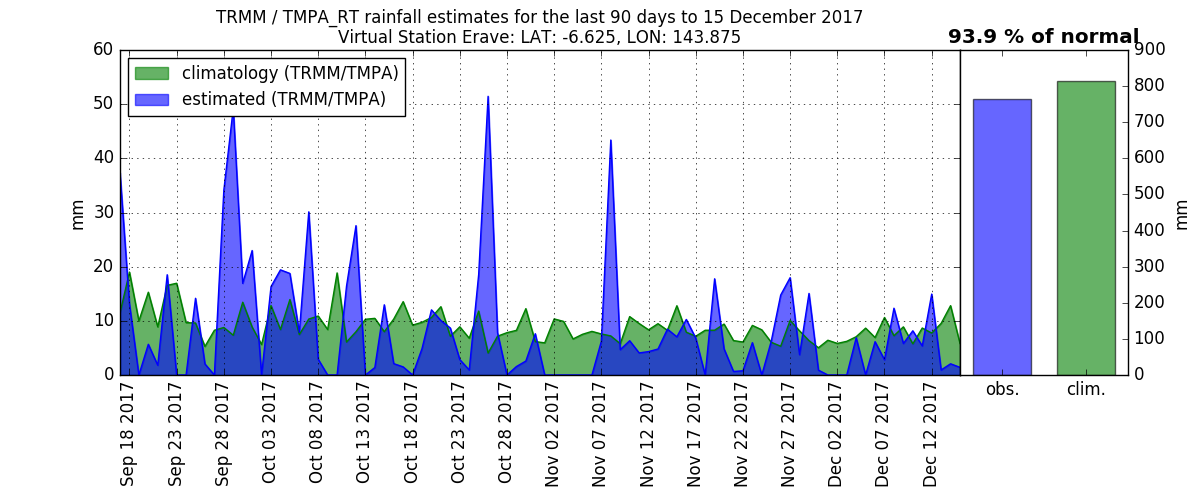 TRMM / TMPA_RT rainfall estimates for the last 90 days to 15 December 2017
Virtual Station Erave: LAT: -6.625, LON: 143.875
93.9 % of normal
climatology (TRMM/TMPA)
estimated (TRMM/TMPA)
60
50
40
30
20
10
0
mm
900
800
700
600
500
400
300
200
100
0
mm
Sep 18 2017
Sep 23 2017
Sep 28 2017
Oct 03 2017
Oct 08 2017
Oct 13 2017
Oct 18 2017
Oct 23 2017
Oct 28 2017
Nov 02 2017
Nov 07 2017
Nov 12 2017
Nov 17 2017
Nov 22 2017
Nov 27 2017
Dec 02 2017
Dec 07 2017
Dec 12 2017
obs.
clim.